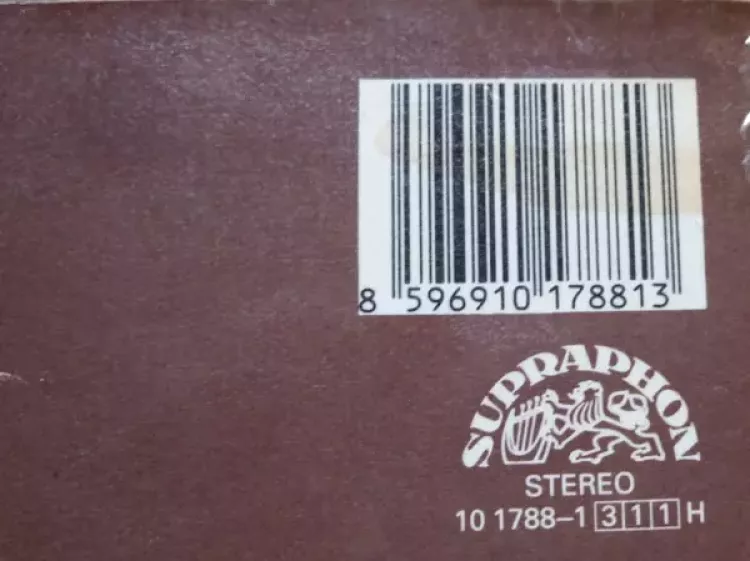 8 596910 178813
SUPRAPHON
STEREO
10 1788-1 311 H